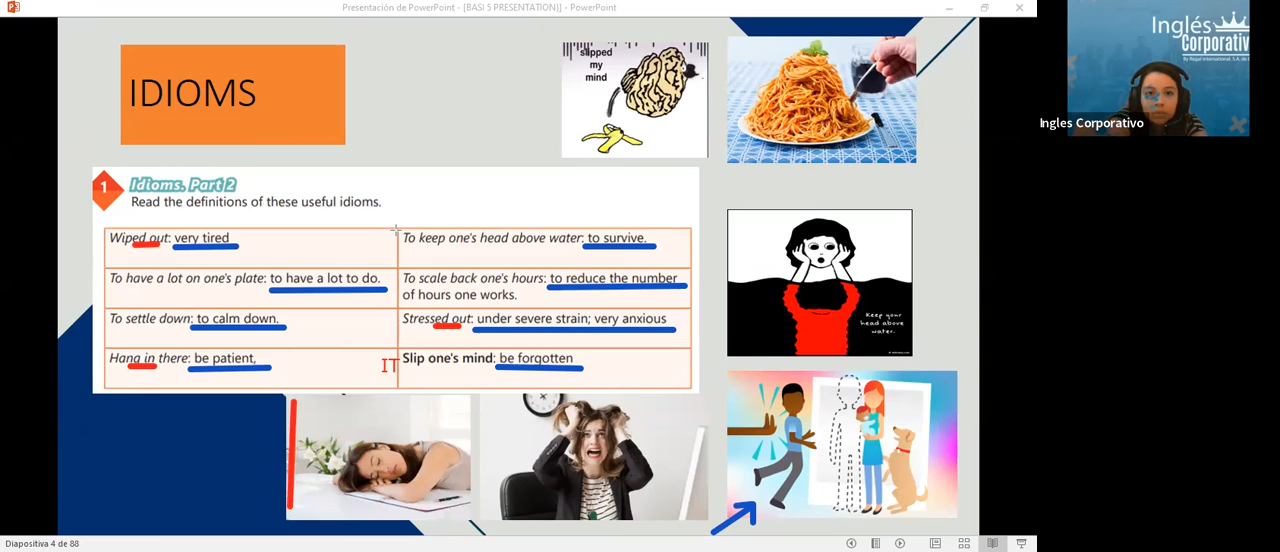 Presentación de PowerPoint - [BASI 5 PRESENTATION] - PowerPoint
IDIOMS
slipped
my
mind
1
Idioms. Part 2
Read the definitions of these useful idioms.
Wiped out: very tired
To keep one's head above water: to survive.
To have a lot on one's plate: to have a lot to do.
To scale back one's hours: to reduce the number
of hours one works.
To settle down: to calm down.
Stressed out: under severe strain; very anxious
Hang in there: be patient,
IT
Slip one's mind: be forgotten
Keep your
head above
water.
Inglés
Corporativ
Ingles Corporativo
Diapositiva 4 de 88